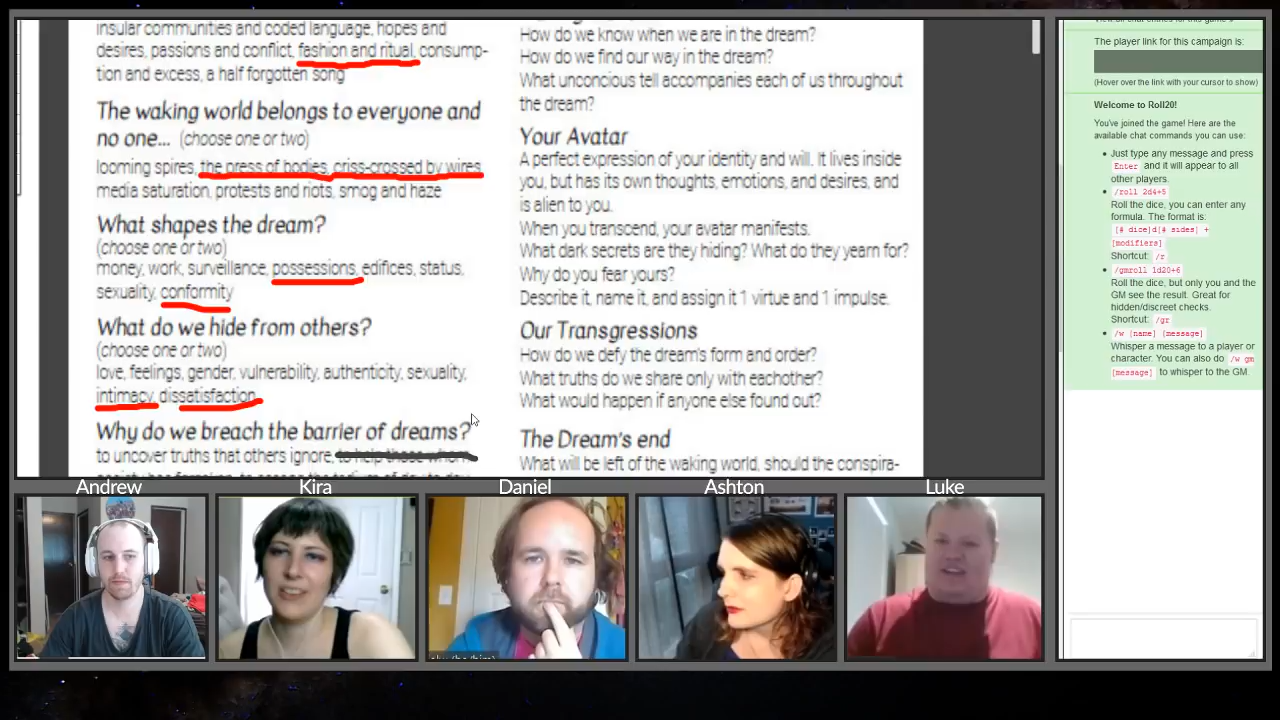 insular communities and coded language, hopes and
desires, passions and conflict, fashion and ritual, consump-
tion and excess, a half forgotten song
The waking world belongs to everyone and
no one... (choose one or two)
looming spires, the press of bodies, criss-crossed by wires,
media saturation, protests and riots, smog and haze
What shapes the dream?
(choose one or two)
money, work, surveillance, possessions, edifices, status,
sexuality, conformity
What do we hide from others?
(choose one or two)
love, feelings, gender, vulnerability, authenticity, sexuality,
intimacy, dissatisfaction
Why do we breach the barrier of dreams?
to uncover truths that others ignore, to help those whom
How do we know when we are in the dream?
How do we find our way in the dream?
What unconcious tell accompanies each of us throughout
the dream?
Your Avatar
A perfect expression of your identity and will. It lives inside
you, but has its own thoughts, emotions, and desires, and
is alien to you.
When you transcend, your avatar manifests.
What dark secrets are they hiding? What do they yearn for?
Why do you fear yours?
Describe it, name it, and assign it 1 virtue and 1 impulse.
Our Transgressions
How do we defy the dream's form and order?
What truths do we share only with eachother?
What would happen if anyone else found out?
The Dream's end
What will be left of the waking world, should the conspira-
The player link for this campaign is:
(Hover over the link with your cursor to show)
Welcome to Roll20!
You've joined the game! Here are the
available chat commands you can use:
Just type any message and press
Enter and it will appear to all
other players.
/roll 2d4+5
Roll the dice, you can enter any
formula. The format is:
[# dice]d[# sides] +
[modifiers]
Shortcut: /r
/gmroll 1d20+6
Roll the dice, but only you and the
GM see the result. Great for
hidden/discreet checks.
Shortcut: /gr
/w [name] [message]
Whisper a message to a player or
character. You can also do /w gm
[message] to whisper to the GM
Andrew
Kira
Daniel
Ashton
Luke